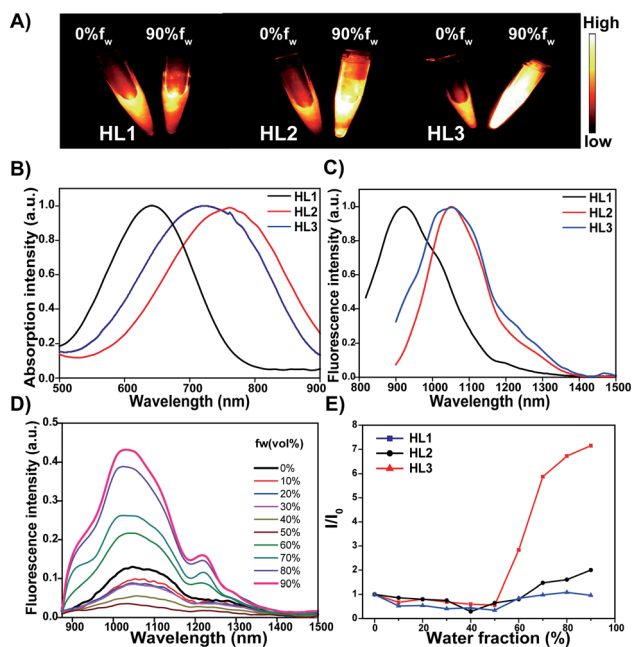 A)
0%fw 90%fw 0%fw 90%fw 0%fw 90%fw High
HL1 HL2 HL3 low
B)
Absorption intensity (a.u.)
1.0
0.8
0.6
0.4
0.2
0.0
500 600 700 800 900
Wavelength (nm)
HL1
HL2
HL3
C)
Fluorescence intensity (a.u.)
1.0
0.8
0.6
0.4
0.2
0.0
800 900 1000 1100 1200 1300 1400 1500
Wavelength (nm)
HL1
HL2
HL3
D)
Fluorescence intensity (a.u.)
0.5
0.4
0.3
0.2
0.1
0.0
900 1000 1100 1200 1300 1400 1500
Wavelength (nm)
fw(vol%)
0%
10%
20%
30%
40%
50%
60%
70%
80%
90%
E)
I/I0
8
7
6
5
4
3
2
1
0
0 20 40 60 80 100
Water fraction (%)
HL1
HL2
HL3